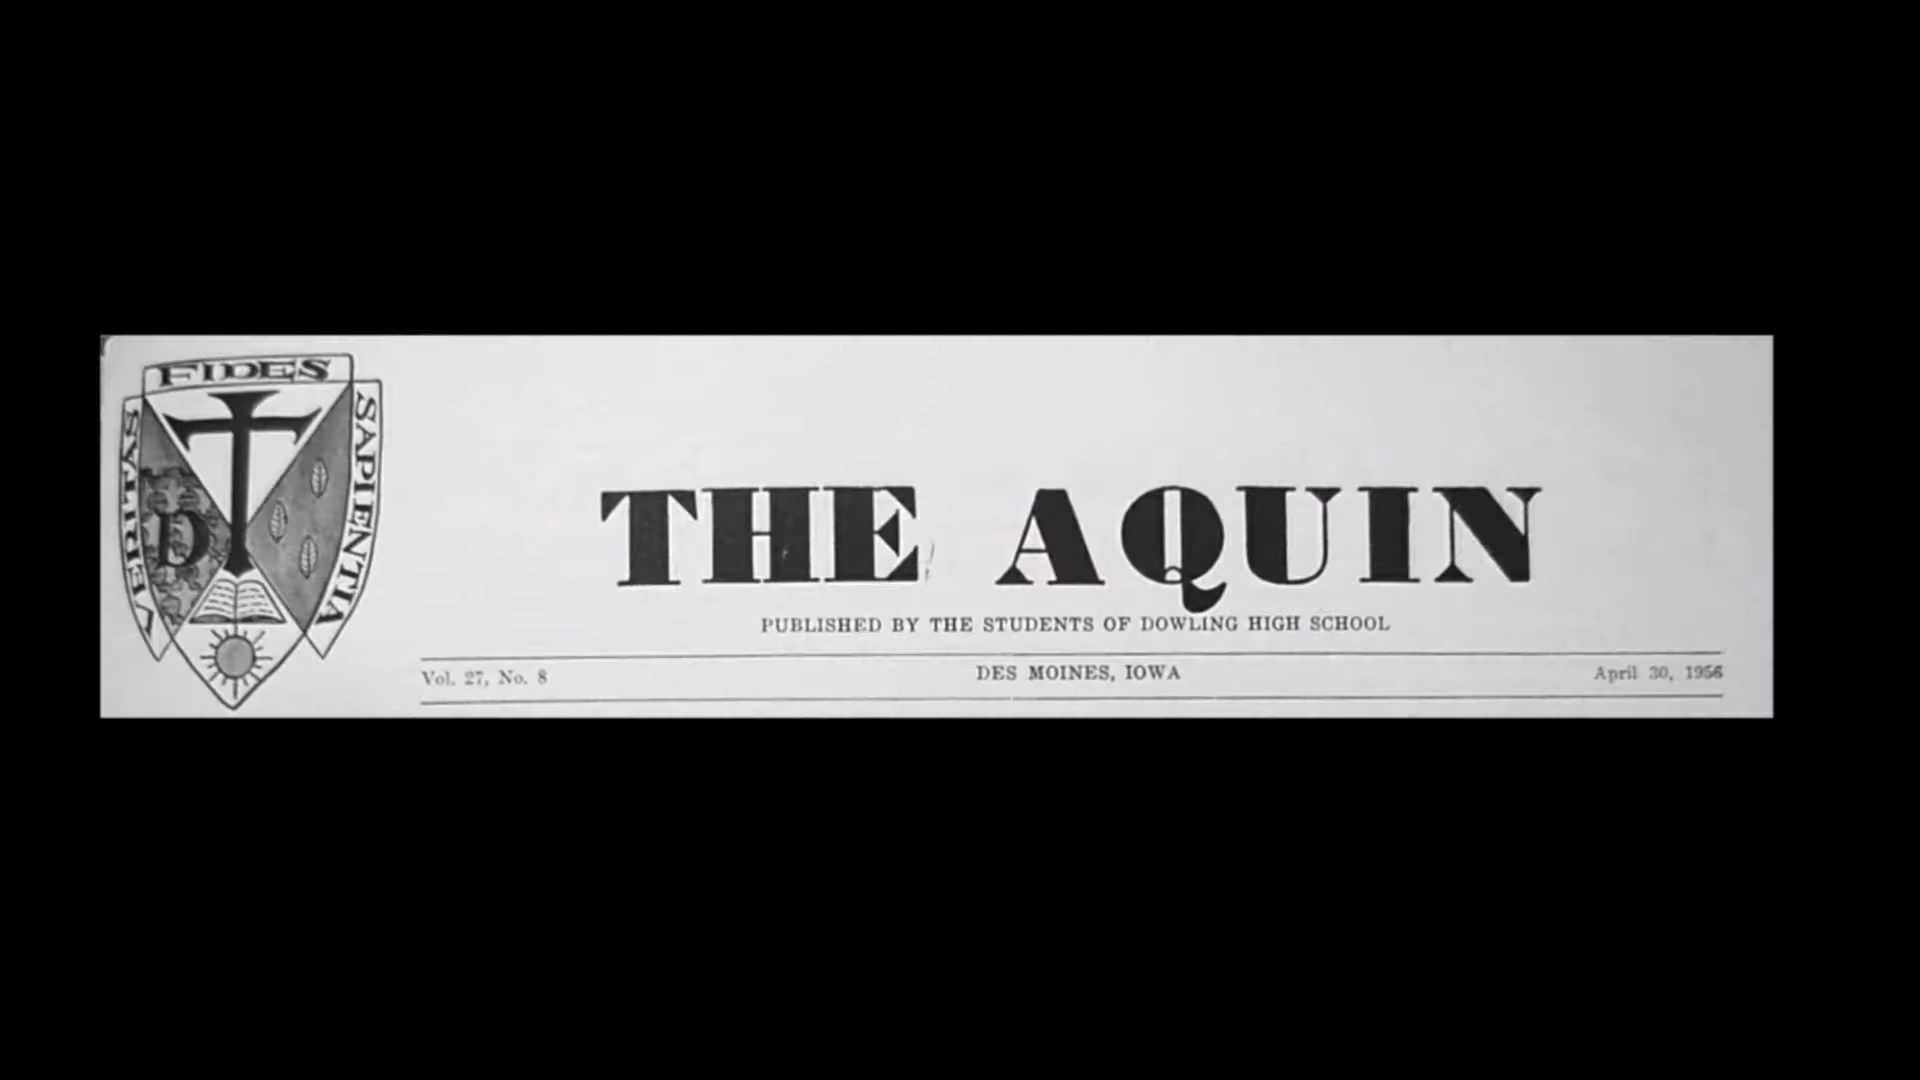 FIDES
VERITAS
SAPIENTIA
D
THE AQUIN
PUBLISHED BY THE STUDENTS OF DOWLING HIGH SCHOOL
Vol. 27, No. 8
DES MOINES, IOWA
April 30, 1956